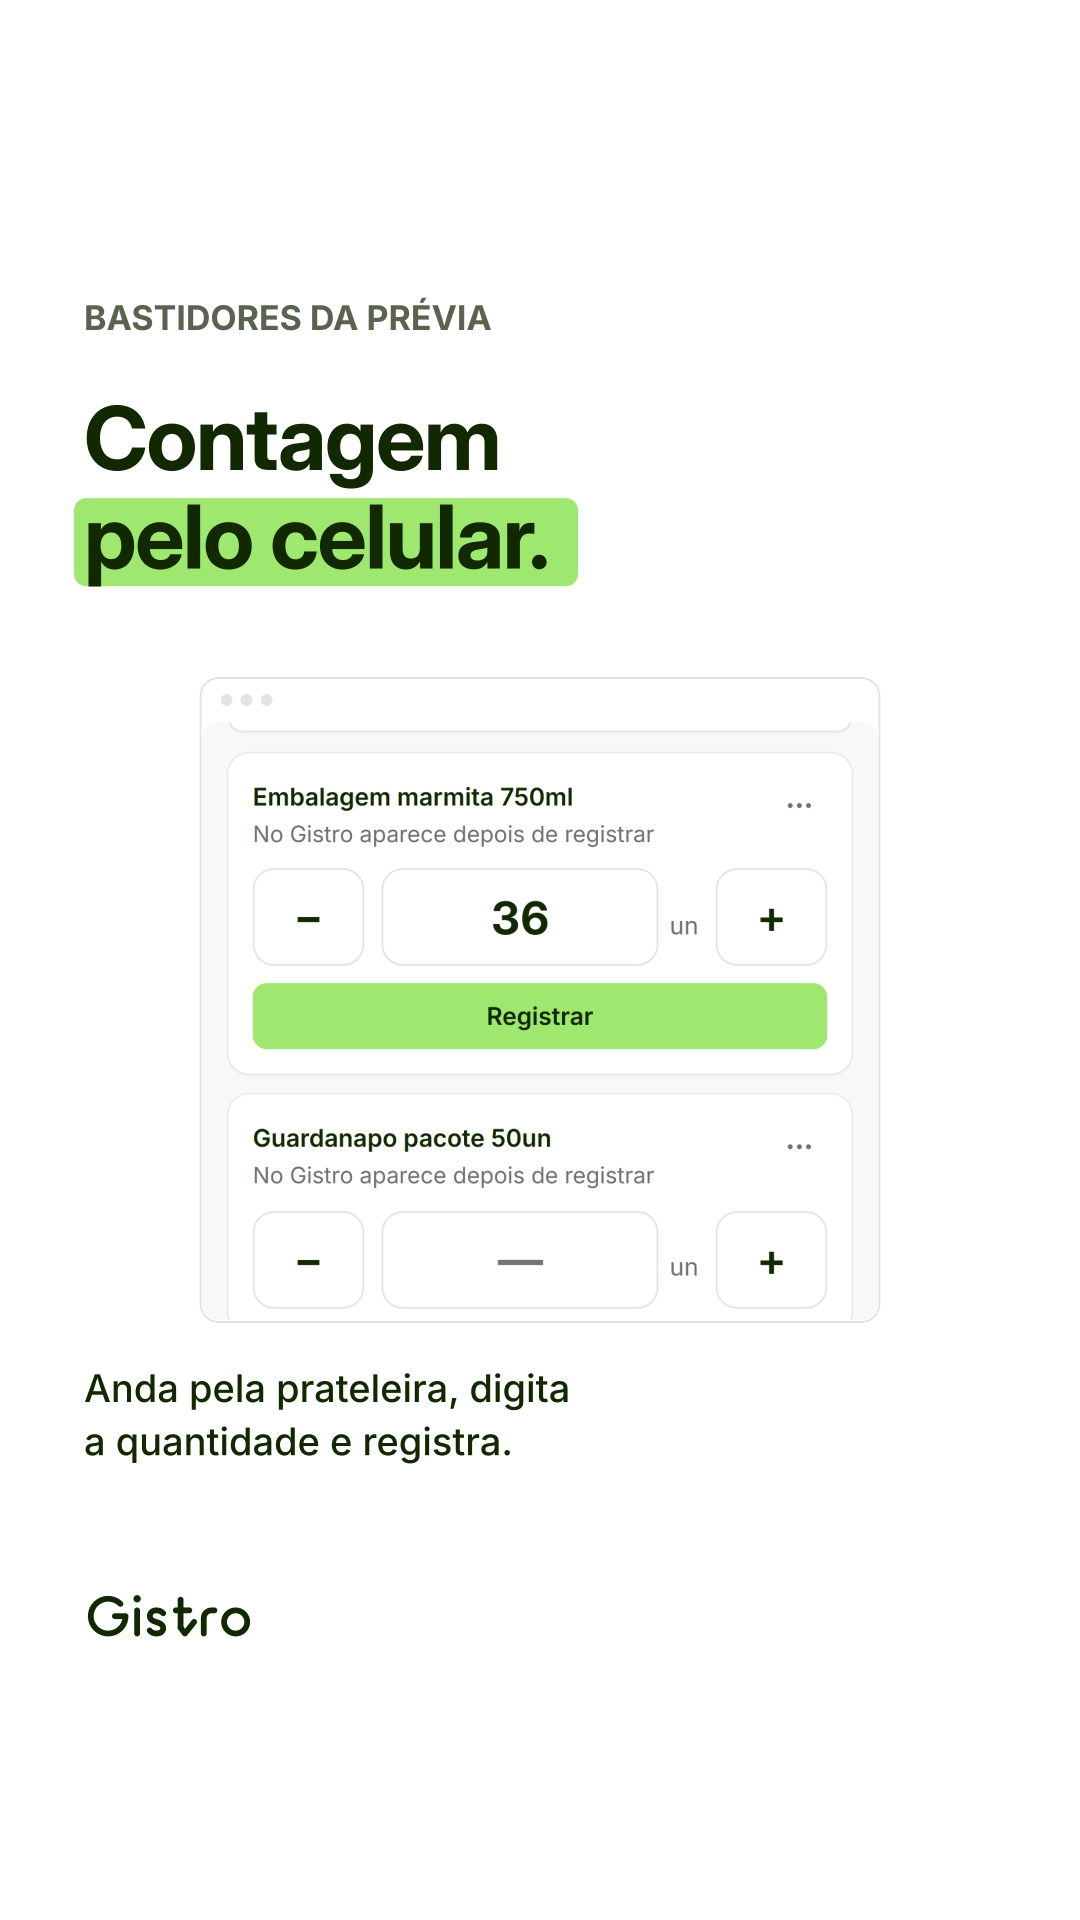 BASTIDORES DA PRÉVIA
Contagem
pelo celular.
Embalagem marmita 750ml
...
No Gistro aparece depois de registrar
– 36 un +
Registrar
Guardanapo pacote 50un
...
No Gistro aparece depois de registrar
– — un +
Anda pela prateleira, digita
a quantidade e registra.
Gistro